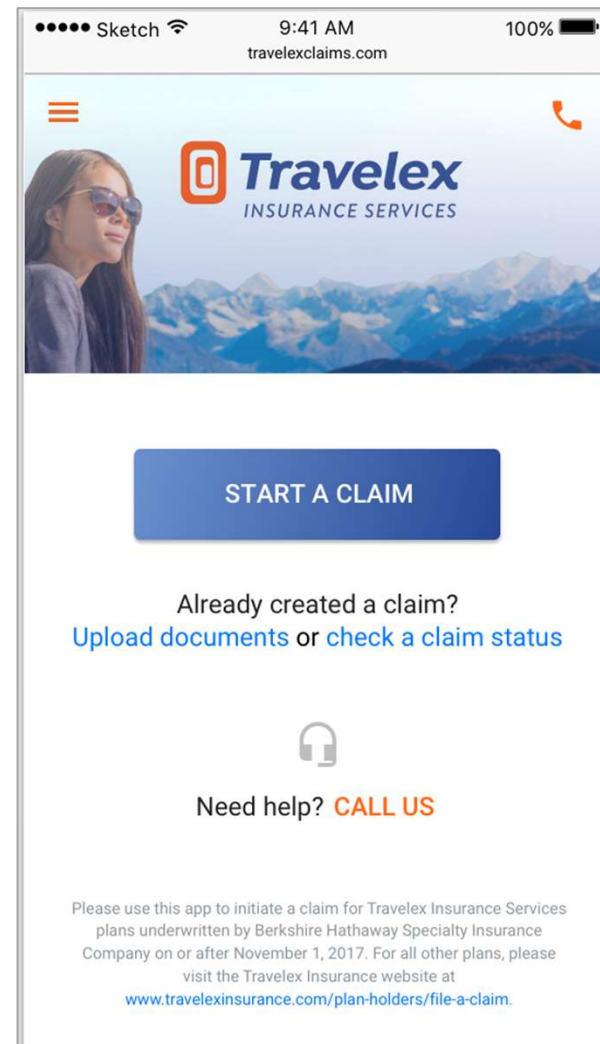 ●●●●● Sketch 9:41 AM 100%
travelexclaims.com
Travelex
INSURANCE SERVICES
START A CLAIM
Already created a claim?
Upload documents or check a claim status
Need help? CALL US
Please use this app to initiate a claim for Travelex Insurance Services
plans underwritten by Berkshire Hathaway Specialty Insurance
Company on or after November 1, 2017. For all other plans, please
visit the Travelex Insurance website at
www.travelexinsurance.com/plan-holders/file-a-claim.